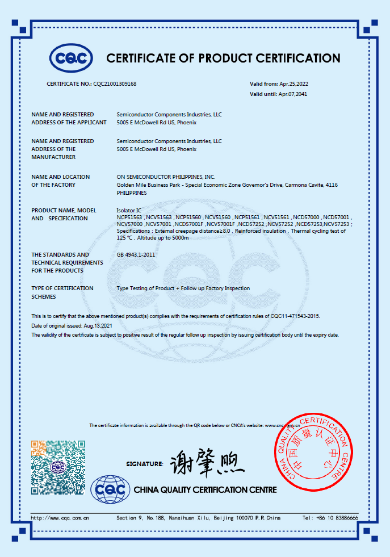 CQC
CERTIFICATE OF PRODUCT CERTIFICATION
CERTIFICATE NO.: CQC21001309168
Valid from: Apr.25,2022
Valid until: Apr.07,2041
NAME AND REGISTERED
ADDRESS OF THE APPLICANT
Semiconductor Components Industries, LLC
5005 E McDowell Rd US, Phoenix
NAME AND REGISTERED
ADDRESS OF THE
MANUFACTURER
Semiconductor Components Industries, LLC
5005 E McDowell Rd US, Phoenix
NAME AND LOCATION
OF THE FACTORY
ON SEMICONDUCTOR PHILIPPINES, INC.
Golden Mile Business Park - Special Economic Zone Governor's Drive, Carmona Cavite, 4116
PHILIPPINES
PRODUCT NAME, MODEL
AND SPECIFICATION
Isolator IC
NCP51563 , NCV51563 , NCP51560 , NCV51560 , NCP51561 , NCV51561 , NCD57000 , NCD57001 ,
NCV57000 , NCV57001 , NCD57001F , NCV57001F , NCD57252 , NCV57252 , NCD57253, NCV57253 ;
Specifications : External creepage distance≥8.0 , Reinforced insulation , Thermal cycling test of
125 ℃ , Altitude up to 5000m
THE STANDARDS AND
TECHNICAL REQUIREMENTS
FOR THE PRODUCTS
GB 4943.1-2011
TYPE OF CERTIFICATION
SCHEMES
Type Testing of Product + Follow up Factory Inspection
This is to certify that the above mentioned product(s) complies with the requirements of certification rules of CQC11-471543-2015.
Date of original issued: Aug.13,2021
The validity of the certificate is subject to positive result of the regular follow up inspection by issuing certification body until the expiry date.
The certificate information is available through the QR code below or CNCA's website: www.cnca.gov.cn
SIGNATURE:
谢肇煦
CQC
CHINA QUALITY CERTIFICATION CENTRE
CHINA QUALITY CERTIFICATION CENTRE
中国质量认证中心
http://www.cqc.com.cn
Section 9, No.188, Nansihuan Xilu, Beijing 100070 P.R.China
Tel: +86 10 83886666